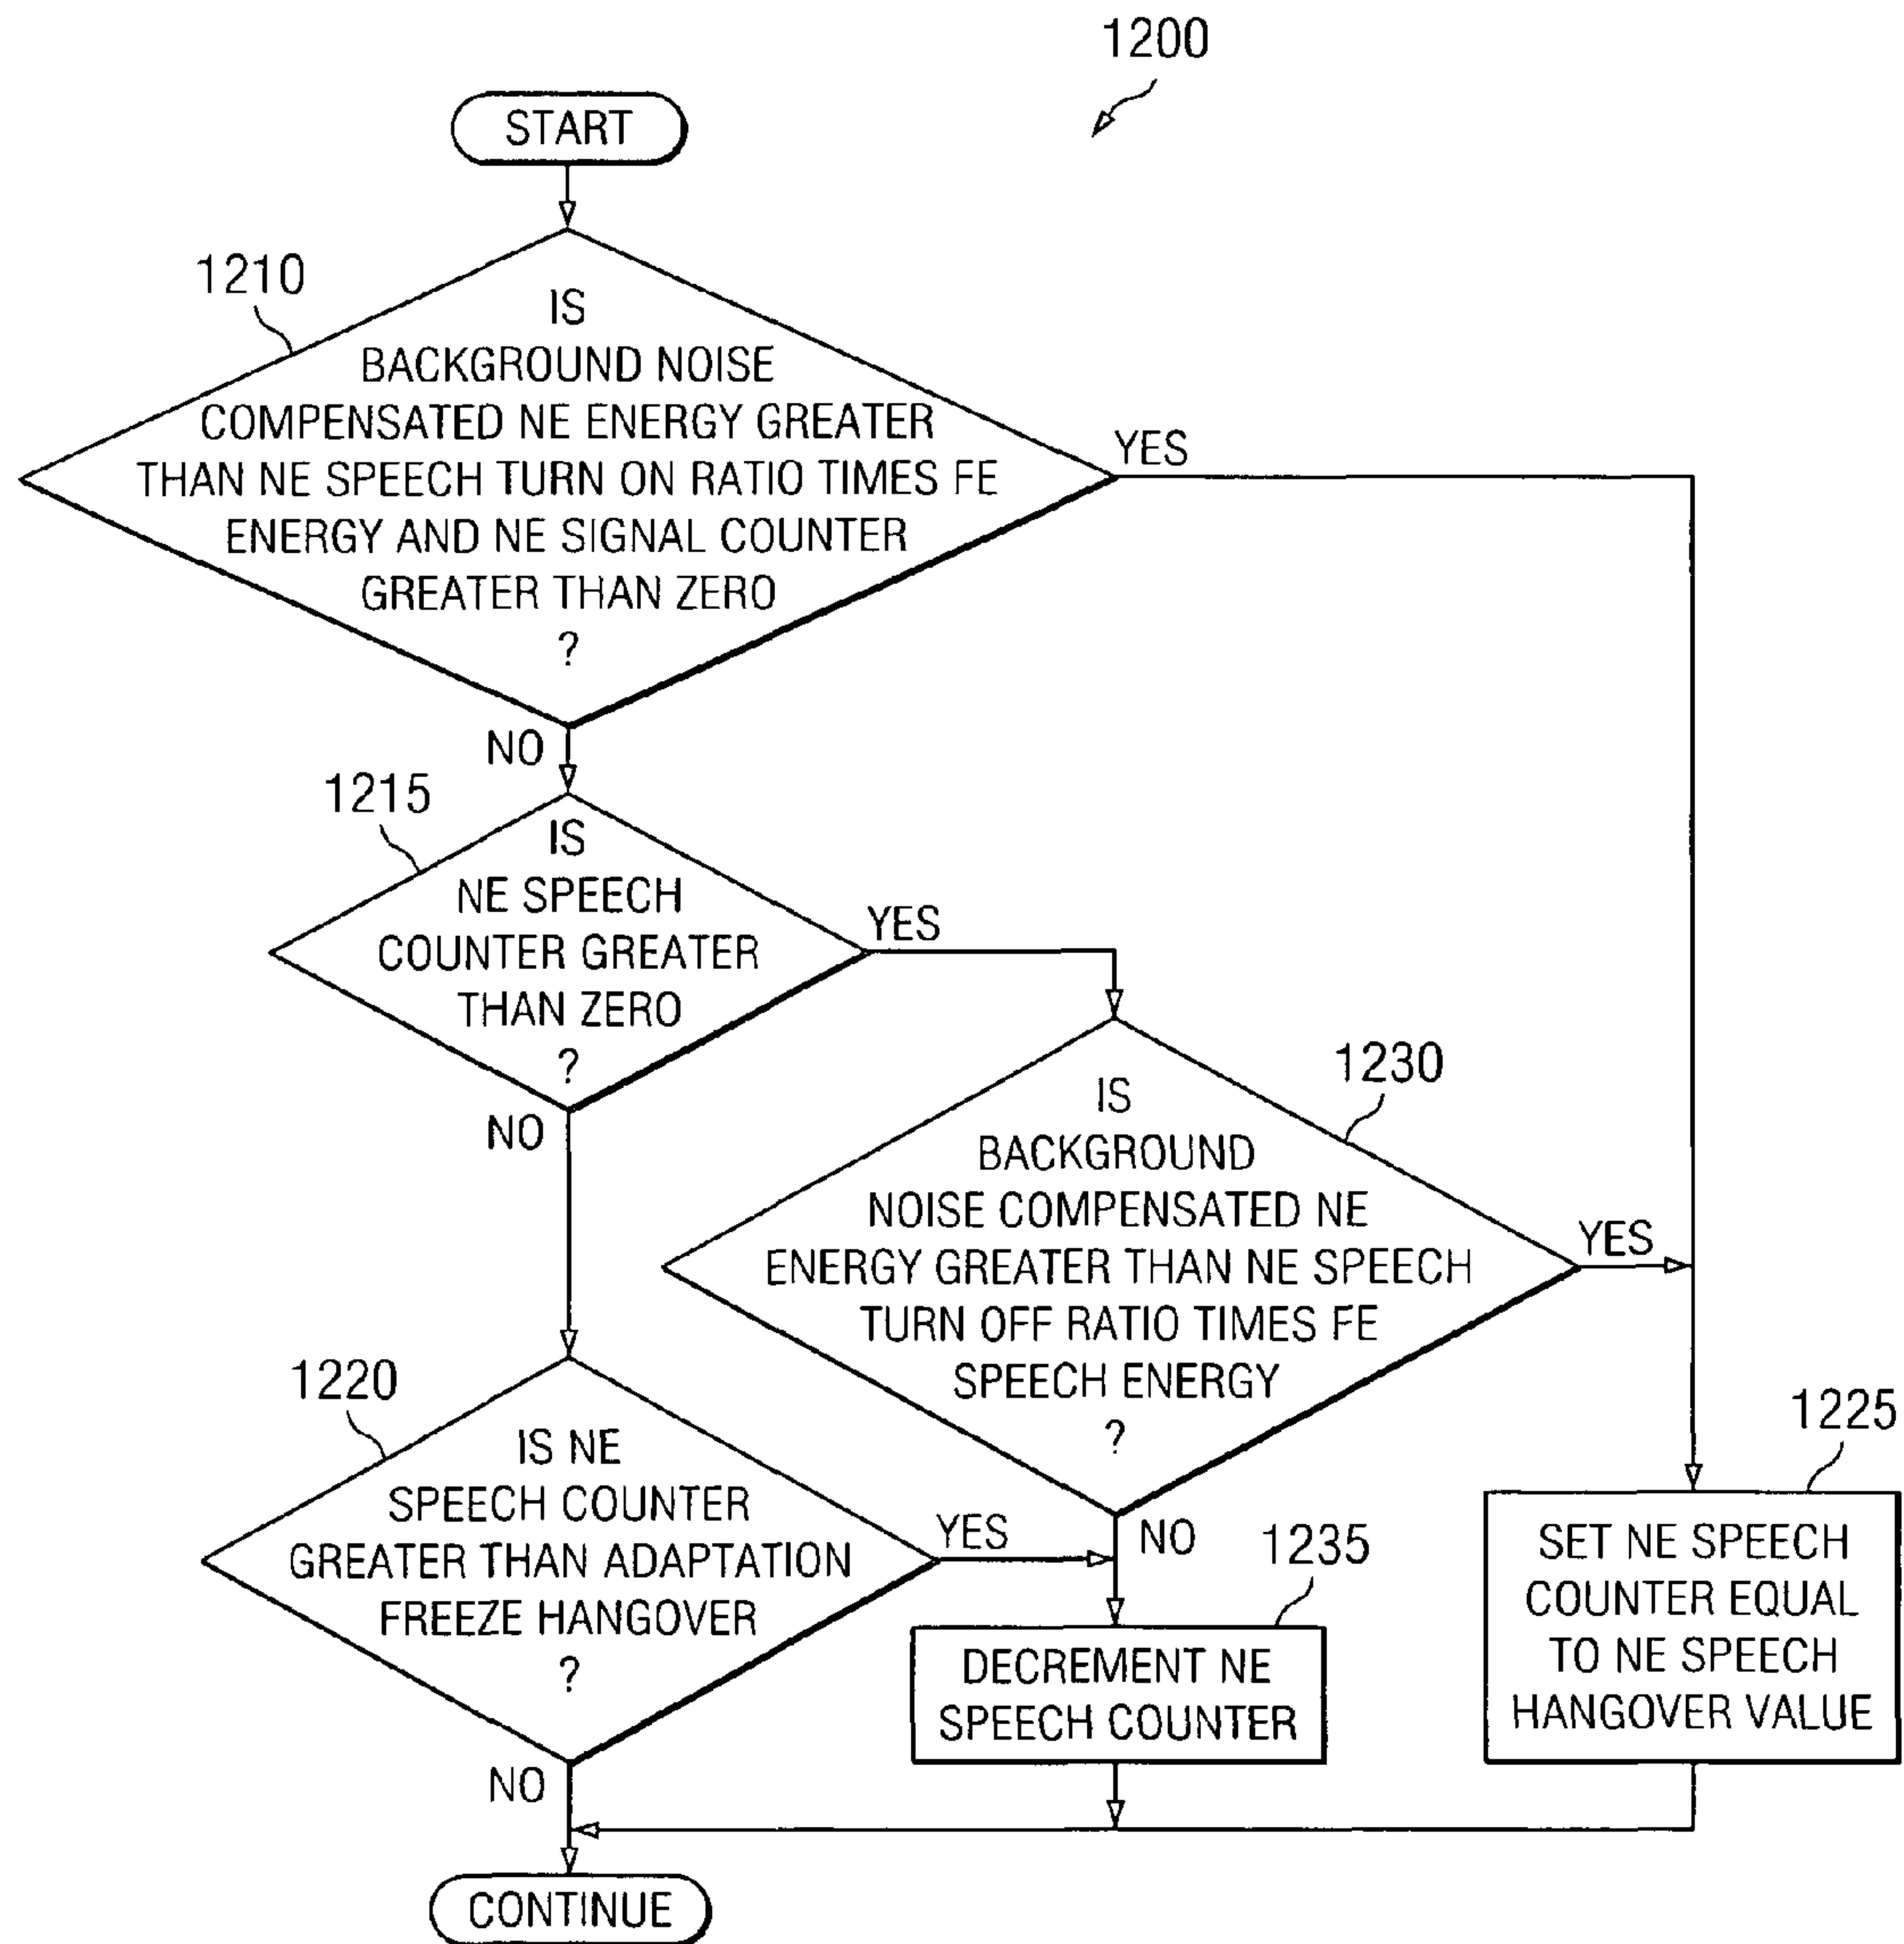 1200
START
1210
IS
BACKGROUND NOISE
COMPENSATED NE ENERGY GREATER
THAN NE SPEECH TURN ON RATIO TIMES FE
ENERGY AND NE SIGNAL COUNTER
GREATER THAN ZERO
?
YES
NO
1215
IS
NE SPEECH
COUNTER GREATER
THAN ZERO
?
YES
NO
1230
IS
BACKGROUND
NOISE COMPENSATED NE
ENERGY GREATER THAN NE SPEECH
TURN OFF RATIO TIMES FE
SPEECH ENERGY
?
YES
NO
1220
IS NE
SPEECH COUNTER
GREATER THAN ADAPTATION
FREEZE HANGOVER
?
YES
NO
1235
DECREMENT NE
SPEECH COUNTER
1225
SET NE SPEECH
COUNTER EQUAL
TO NE SPEECH
HANGOVER VALUE
CONTINUE